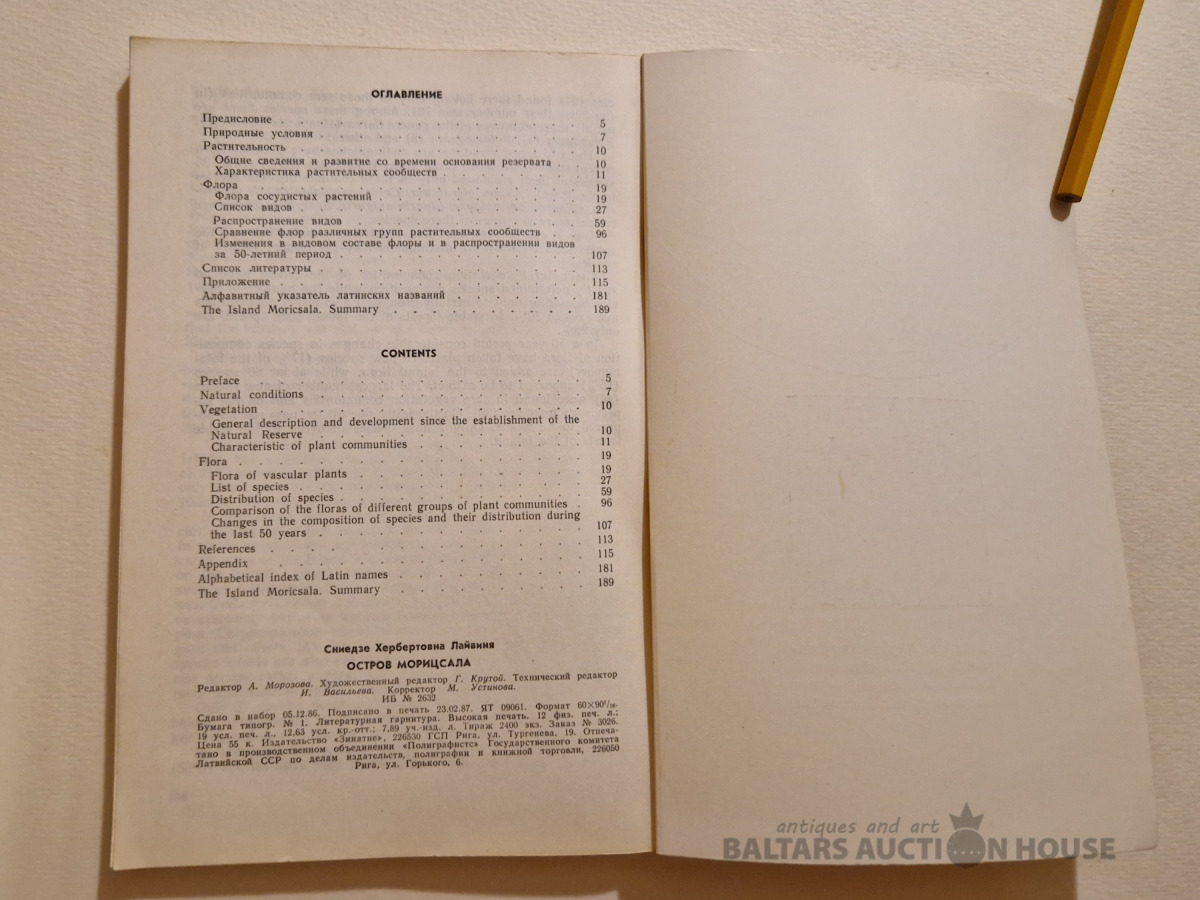 ОГЛАВЛЕНИЕ
Предисловие . . . . . . . . . . . . . . . 5
Природные условия . . . . . . . . . . . . . 7
Растительность . . . . . . . . . . . . . . 10
Общие сведения и развитие со времени основания резервата . . 10
Характеристика растительных сообществ . . . . . . . 11
Флора . . . . . . . . . . . . . . . . 19
Флора сосудистых растений . . . . . . . . . . 19
Список видов . . . . . . . . . . . . . . 27
Распространение видов . . . . . . . . . . . 59
Сравнение флор различных групп растительных сообществ . . 96
Изменения в видовом составе флоры и в распространении видов
за 50-летний период . . . . . . . . . . . . 107
Список литературы . . . . . . . . . . . . . 113
Приложение . . . . . . . . . . . . . . . 115
Алфавитный указатель латинских названий . . . . . . . 181
The Island Moricsala. Summary . . . . . . . . . . 189
CONTENTS
Preface . . . . . . . . . . . . . . . . 5
Natural conditions . . . . . . . . . . . . . 7
Vegetation . . . . . . . . . . . . . . . 10
General description and development since the establishment of the
Natural Reserve . . . . . . . . . . . . . 10
Characteristic of plant communities . . . . . . . . 11
Flora . . . . . . . . . . . . . . . . 19
Flora of vascular plants . . . . . . . . . . . 19
List of species . . . . . . . . . . . . . . 27
Distribution of species . . . . . . . . . . . 59
Comparison of the floras of different groups of plant communities . 96
Changes in the composition of species and their distribution during
the last 50 years . . . . . . . . . . . . . 107
References . . . . . . . . . . . . . . . 113
Appendix . . . . . . . . . . . . . . . 115
Alphabetical index of Latin names . . . . . . . . . 181
The Island Moricsala. Summary . . . . . . . . . 189
Сниедзе Хербертовна Лайвиня
ОСТРОВ МОРИЦСАЛА
Редактор А. Морозова. Художественный редактор Г. Крутой. Технический редактор
И. Васильева. Корректор М. Устинова.
ИБ № 2632
Сдано в набор 05.12.86. Подписано в печать 23.02.87. ЯТ 09061. Формат 60×90¹/₁₆.
Бумага типогр. № 1. Литературная гарнитура. Высокая печать. 12 физ. печ. л.;
19 усл. печ. л., 12,63 усл. кр.-отт.; 7,89 уч.-изд. л. Тираж 2400 экз. Заказ № 3026.
Цена 55 к. Издательство «Зинатне», 226530 ГСП Рига, ул. Тургенева, 19. Отпеча-
тано в производственном объединении «Полиграфистс» Государственного комитета
Латвийской ССР по делам издательств, полиграфии и книжной торговли, 226050
Рига, ул. Горького, 6.
antiques and art
BALTARS AUCTION HOUSE